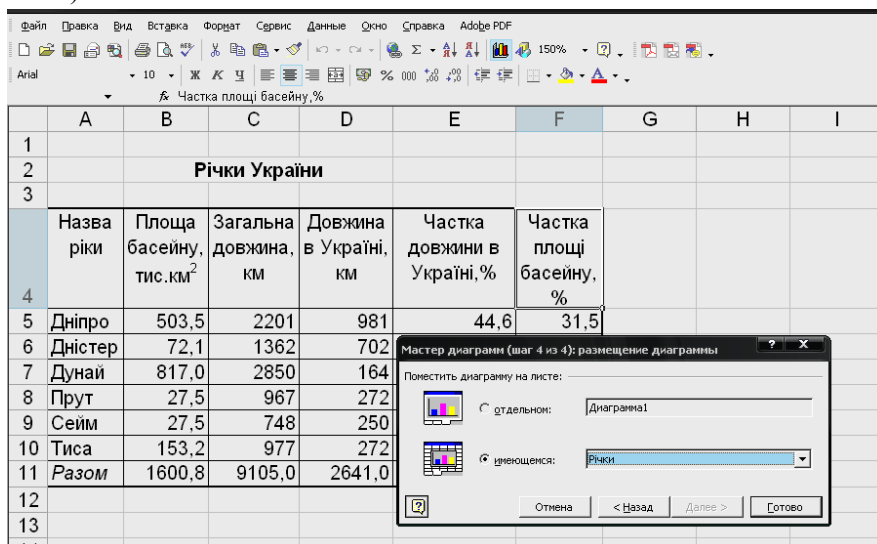 Файл Правка Вид Вставка Формат Сервис Данные Окно Справка Adobe PDF
150%
Arial 10 Ж К Ч % 000
fx Частка площі басейну,%
A B C D E F G H I
1
2 Річки України
3
4 Назва ріки Площа басейну, тис.км² Загальна довжина, км Довжина в Україні, км Частка довжини в Україні,% Частка площі басейну, %
5 Дніпро 503,5 2201 981 44,6 31,5
6 Дністер 72,1 1362 702
7 Дунай 817,0 2850 164
8 Прут 27,5 967 272
9 Сейм 27,5 748 250
10 Тиса 153,2 977 272
11 Разом 1600,8 9105,0 2641,0
12
13
Мастер диаграмм (шаг 4 из 4): размещение диаграммы ? X
Поместить диаграмму на листе:
отдельном: Диаграмма1
имеющемся: Річки
Отмена < Назад Далее > Готово